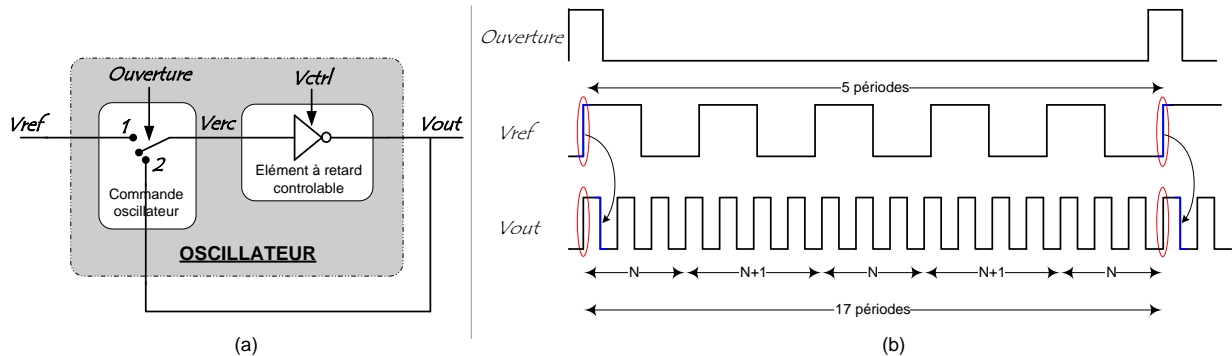 Ouverture
Vctrl
Vref
1
Verc
Vout
2
Commande
oscillateur
Elément à retard
controlable
OSCILLATEUR
(a)
Ouverture
5 périodes
Vref
Vout
N
N+1
N
N+1
N
17 périodes
(b)